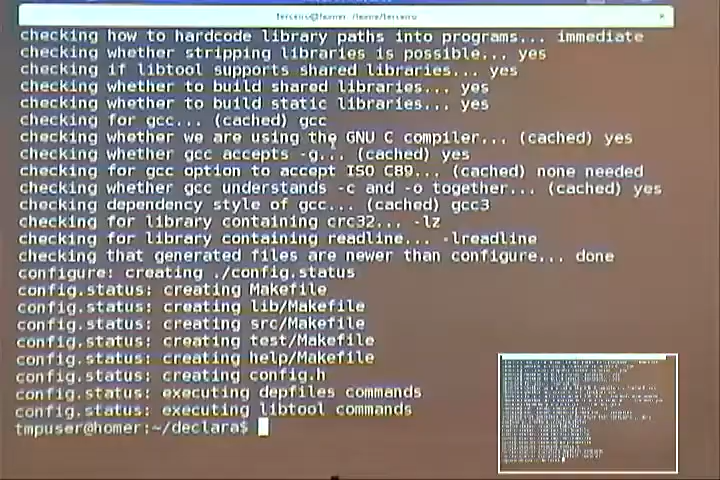 terceiro@homer: /home/terceiro
checking how to hardcode library paths into programs... immediate
checking whether stripping libraries is possible... yes
checking if libtool supports shared libraries... yes
checking whether to build shared libraries... yes
checking whether to build static libraries... yes
checking for gcc... (cached) gcc
checking whether we are using the GNU C compiler... (cached) yes
checking whether gcc accepts -g... (cached) yes
checking for gcc option to accept ISO C89... (cached) none needed
checking whether gcc understands -c and -o together... (cached) yes
checking dependency style of gcc... (cached) gcc3
checking for library containing crc32... -lz
checking for library containing readline... -lreadline
checking that generated files are newer than configure... done
configure: creating ./config.status
config.status: creating Makefile
config.status: creating lib/Makefile
config.status: creating src/Makefile
config.status: creating test/Makefile
config.status: creating help/Makefile
config.status: creating config.h
config.status: executing depfiles commands
config.status: executing libtool commands
tmpuser@homer:~/declara$